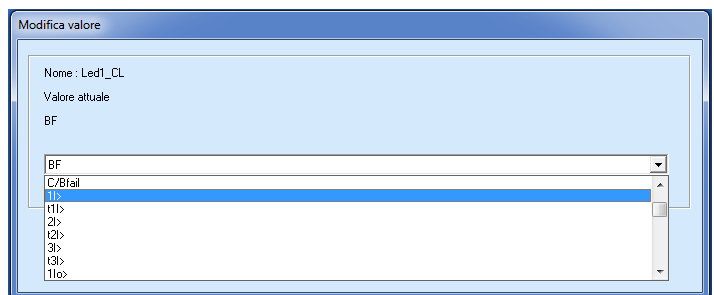 Modifica valore
Nome : Led1_CL
Valore attuale
BF
BF
C/Bfail
1I>
t1I>
2I>
t2I>
3I>
t3I>
1Io>